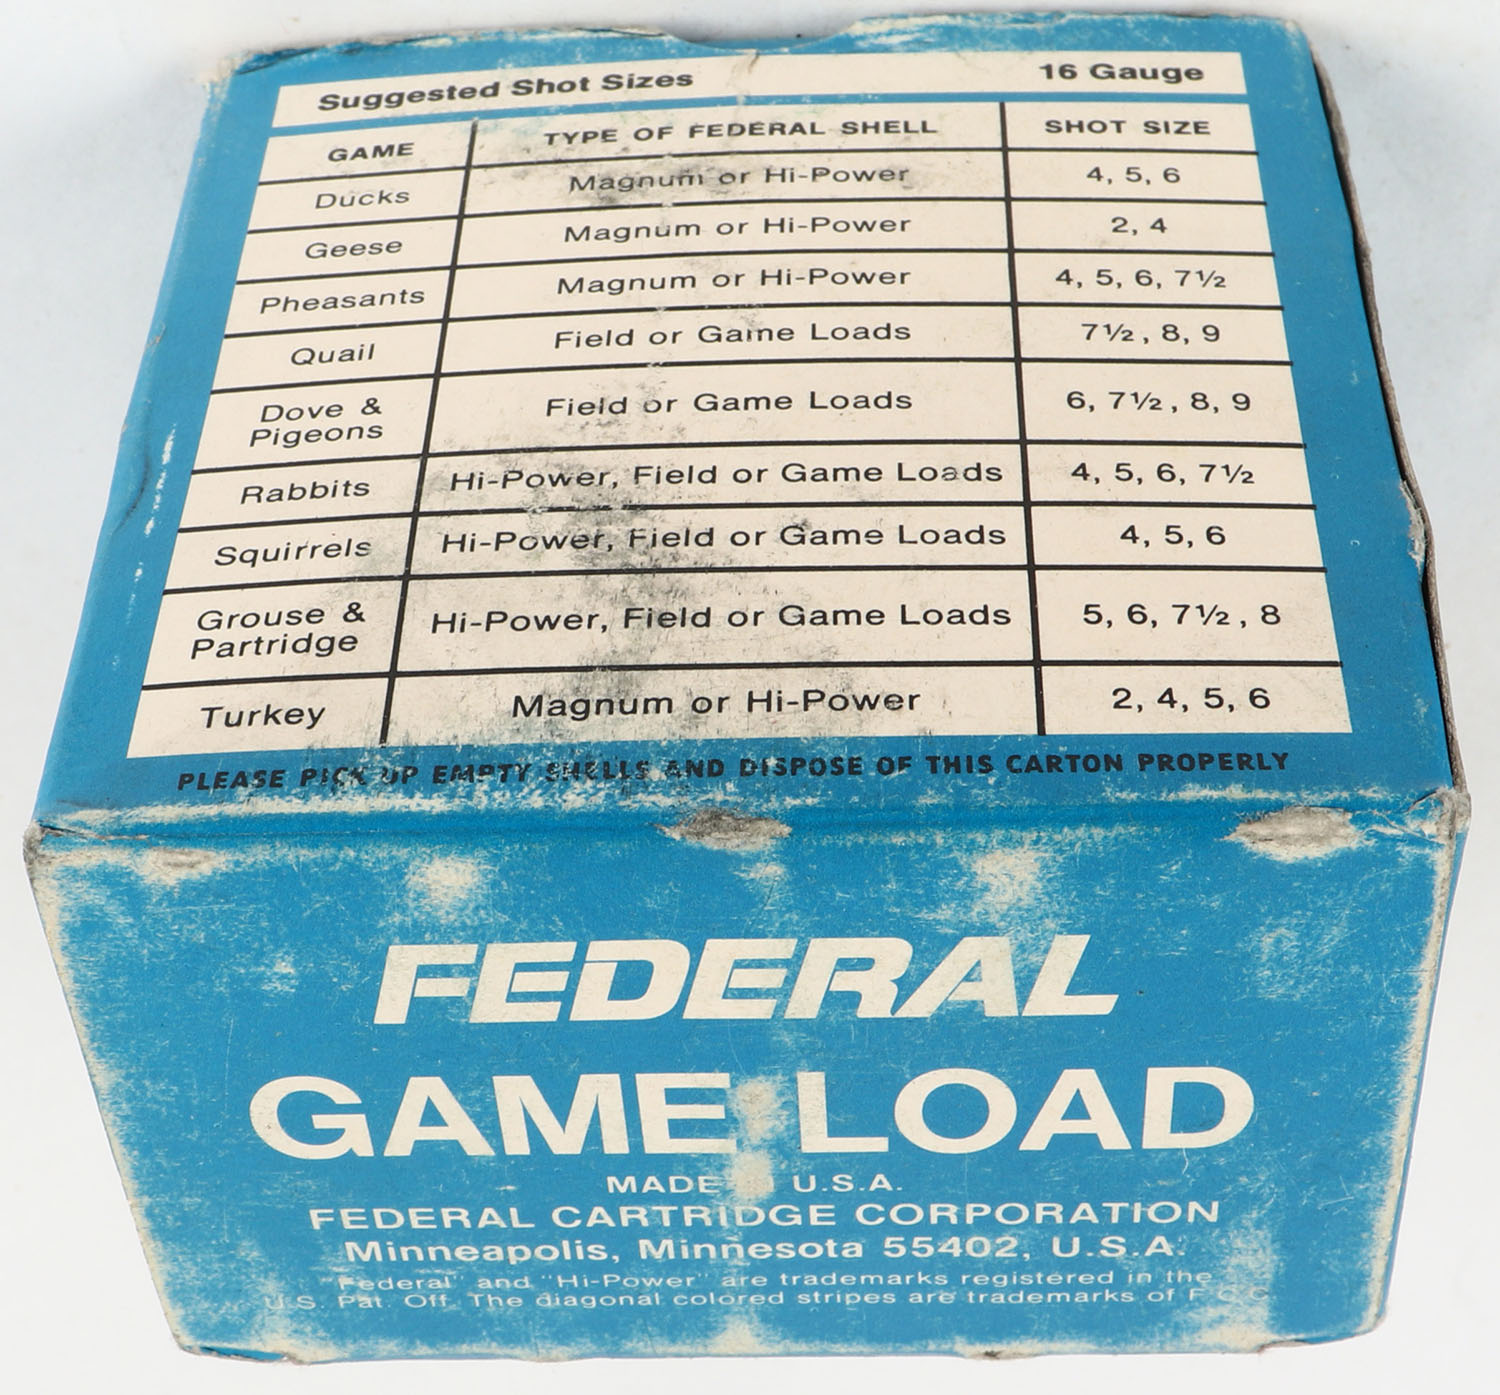 Suggested Shot Sizes 16 Gauge
GAME TYPE OF FEDERAL SHELL SHOT SIZE
Ducks Magnum or Hi-Power 4, 5, 6
Geese Magnum or Hi-Power 2, 4
Pheasants Magnum or Hi-Power 4, 5, 6, 7½
Quail Field or Game Loads 7½, 8, 9
Dove &
Pigeons Field or Game Loads 6, 7½, 8, 9
Rabbits Hi-Power, Field or Game Loads 4, 5, 6, 7½
Squirrels Hi-Power, Field or Game Loads 4, 5, 6
Grouse &
Partridge Hi-Power, Field or Game Loads 5, 6, 7½, 8
Turkey Magnum or Hi-Power 2, 4, 5, 6
PLEASE PICK UP EMPTY SHELLS AND DISPOSE OF THIS CARTON PROPERLY
FEDERAL
GAME LOAD
MADE U.S.A.
FEDERAL CARTRIDGE CORPORATION
Minneapolis, Minnesota 55402, U.S.A.
"Federal" and "Hi-Power" are trademarks registered in the
U.S. Pat. Off. The diagonal colored stripes are trademarks of F.C.C.